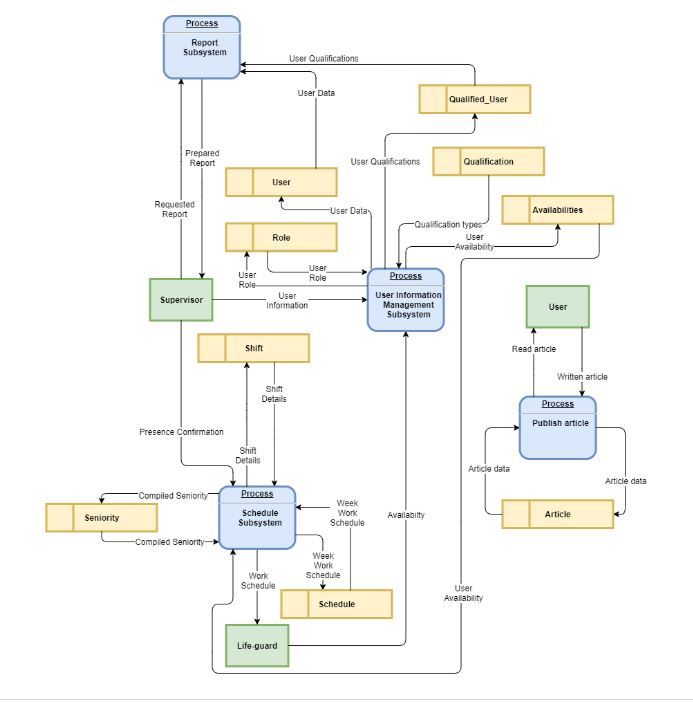 Process
Report
Subsystem
User Qualifications
User Data
Qualified_User
Prepared
Report
User Qualifications
Qualification
User
Requested
Report
User Data
Qualification types
Availabilities
Role
User
Availability
User
Role
User
Role
Process
User Information
Management
Subsystem
Supervisor
User
Information
User
Shift
Read article
Shift
Details
Written article
Process
Publish article
Presence Confirmation
Shift
Details
Article data
Article data
Compiled Seniority
Process
Schedule
Subsystem
Week
Work
Schedule
Availabilty
Seniority
Article
Compiled Seniority
Week
Work
Schedule
Work
Schedule
User
Availability
Schedule
Life-guard